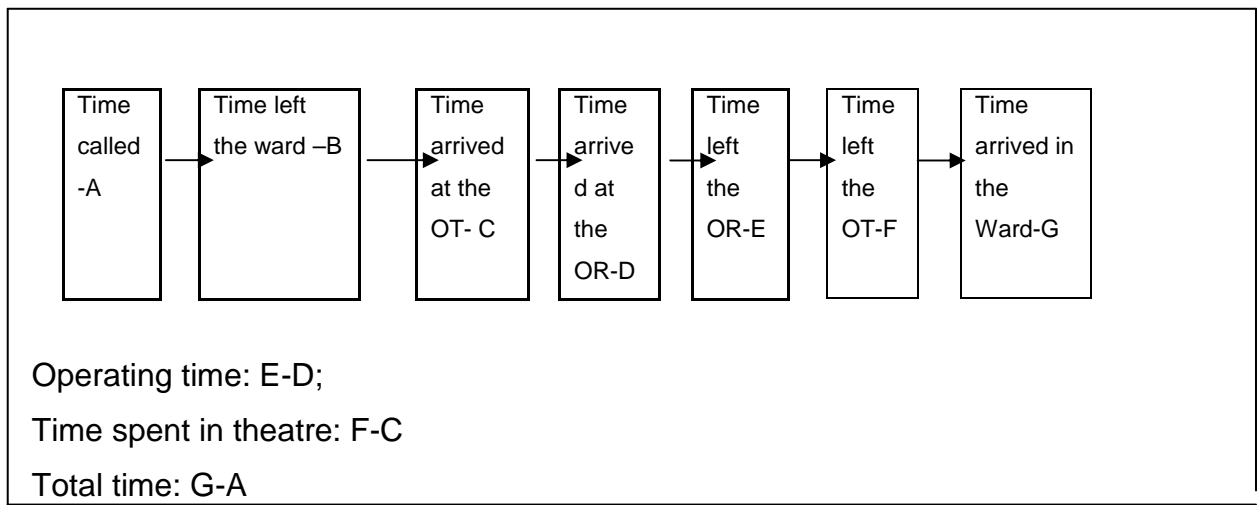 Time
called
-A
Time left
the ward –B
Time
arrived
at the
OT- C
Time
arrive
d at
the
OR-D
Time
left
the
OR-E
Time
left
the
OT-F
Time
arrived in
the
Ward-G
Operating time: E-D;
Time spent in theatre: F-C
Total time: G-A